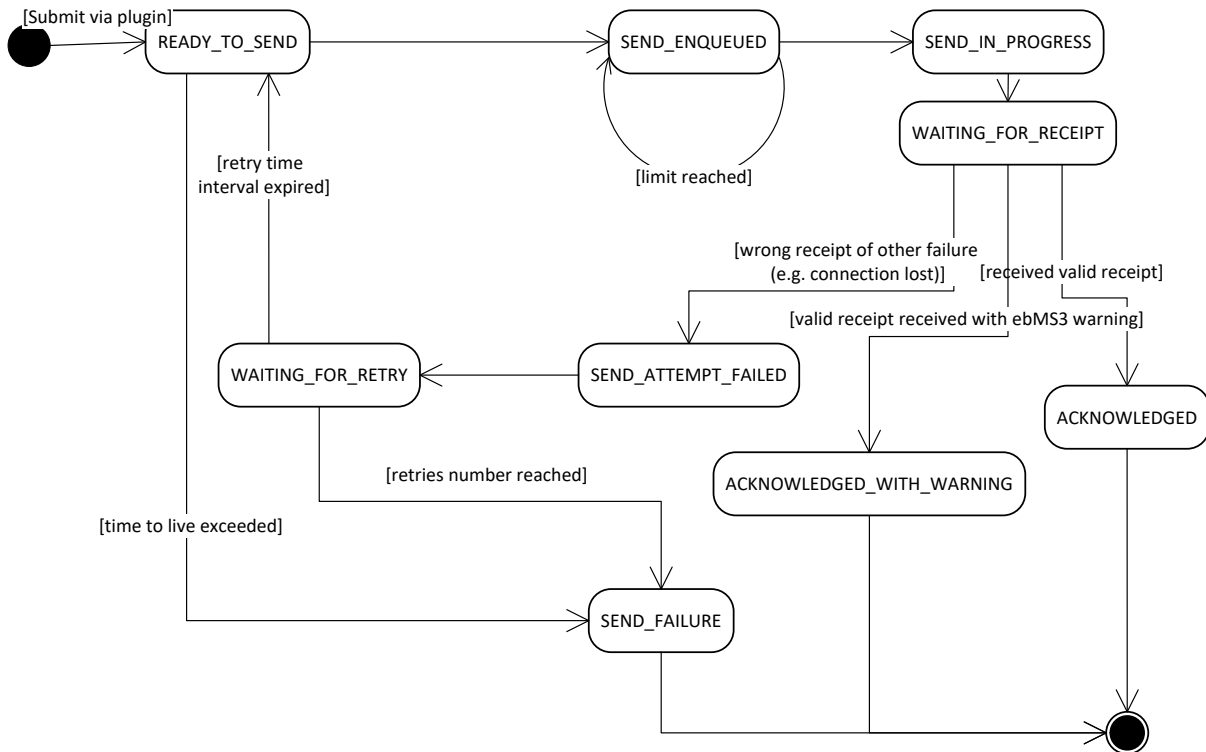 [Submit via plugin]
READY_TO_SEND
SEND_ENQUEUED
SEND_IN_PROGRESS
WAITING_FOR_RECEIPT
[retry time
interval expired]
[limit reached]
[wrong receipt of other failure
(e.g. connection lost)]
[received valid receipt]
[valid receipt received with ebMS3 warning]
WAITING_FOR_RETRY
SEND_ATTEMPT_FAILED
ACKNOWLEDGED
[retries number reached]
ACKNOWLEDGED_WITH_WARNING
[time to live exceeded]
SEND_FAILURE